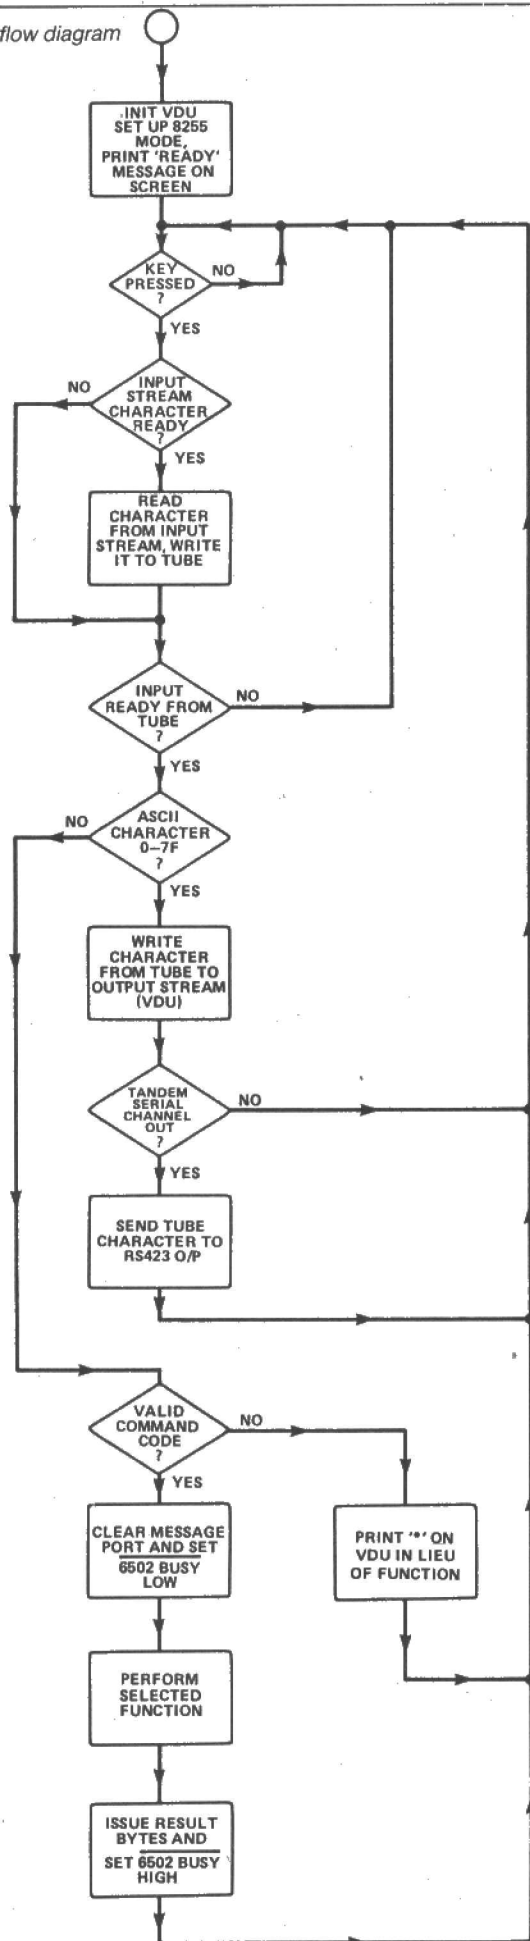 flow diagram
INIT VDU
SET UP 8255
MODE,
PRINT 'READY'
MESSAGE ON
SCREEN
KEY
PRESSED
?
NO
YES
INPUT
STREAM
CHARACTER
READY
?
NO
YES
READ
CHARACTER
FROM INPUT
STREAM, WRITE
IT TO TUBE
INPUT
READY FROM
TUBE
?
NO
YES
ASCII
CHARACTER
0–7F
?
NO
YES
WRITE
CHARACTER
FROM TUBE TO
OUTPUT STREAM
(VDU)
TANDEM
SERIAL
CHANNEL
OUT
?
NO
YES
SEND TUBE
CHARACTER TO
RS423 O/P
VALID
COMMAND
CODE
?
NO
YES
CLEAR MESSAGE
PORT AND SET
6502 BUSY
LOW
PRINT '*' ON
VDU IN LIEU
OF FUNCTION
PERFORM
SELECTED
FUNCTION
ISSUE RESULT
BYTES AND
SET 6502 BUSY
HIGH